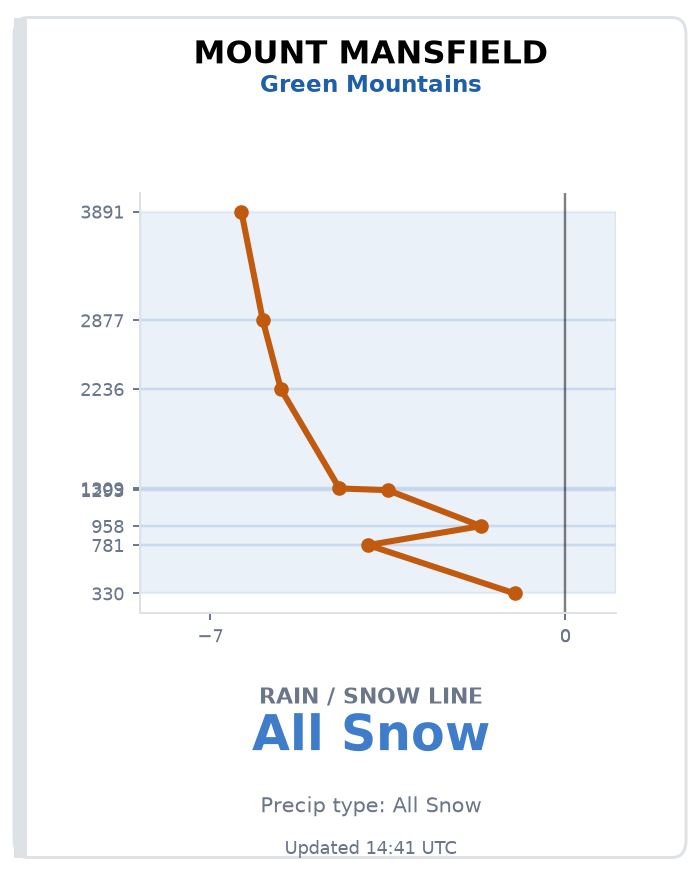 MOUNT MANSFIELD
Green Mountains
3891
2877
2236
958
781
330
−7
0
RAIN / SNOW LINE
All Snow
Precip type: All Snow
Updated 14:41 UTC